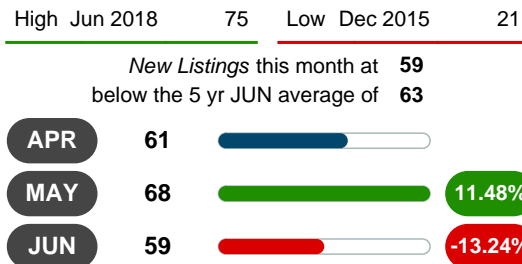 High Jun 2018 75 Low Dec 2015 21
New Listings this month at 59
below the 5 yr JUN average of 63
APR 61
MAY 68 11.48%
JUN 59 -13.24%